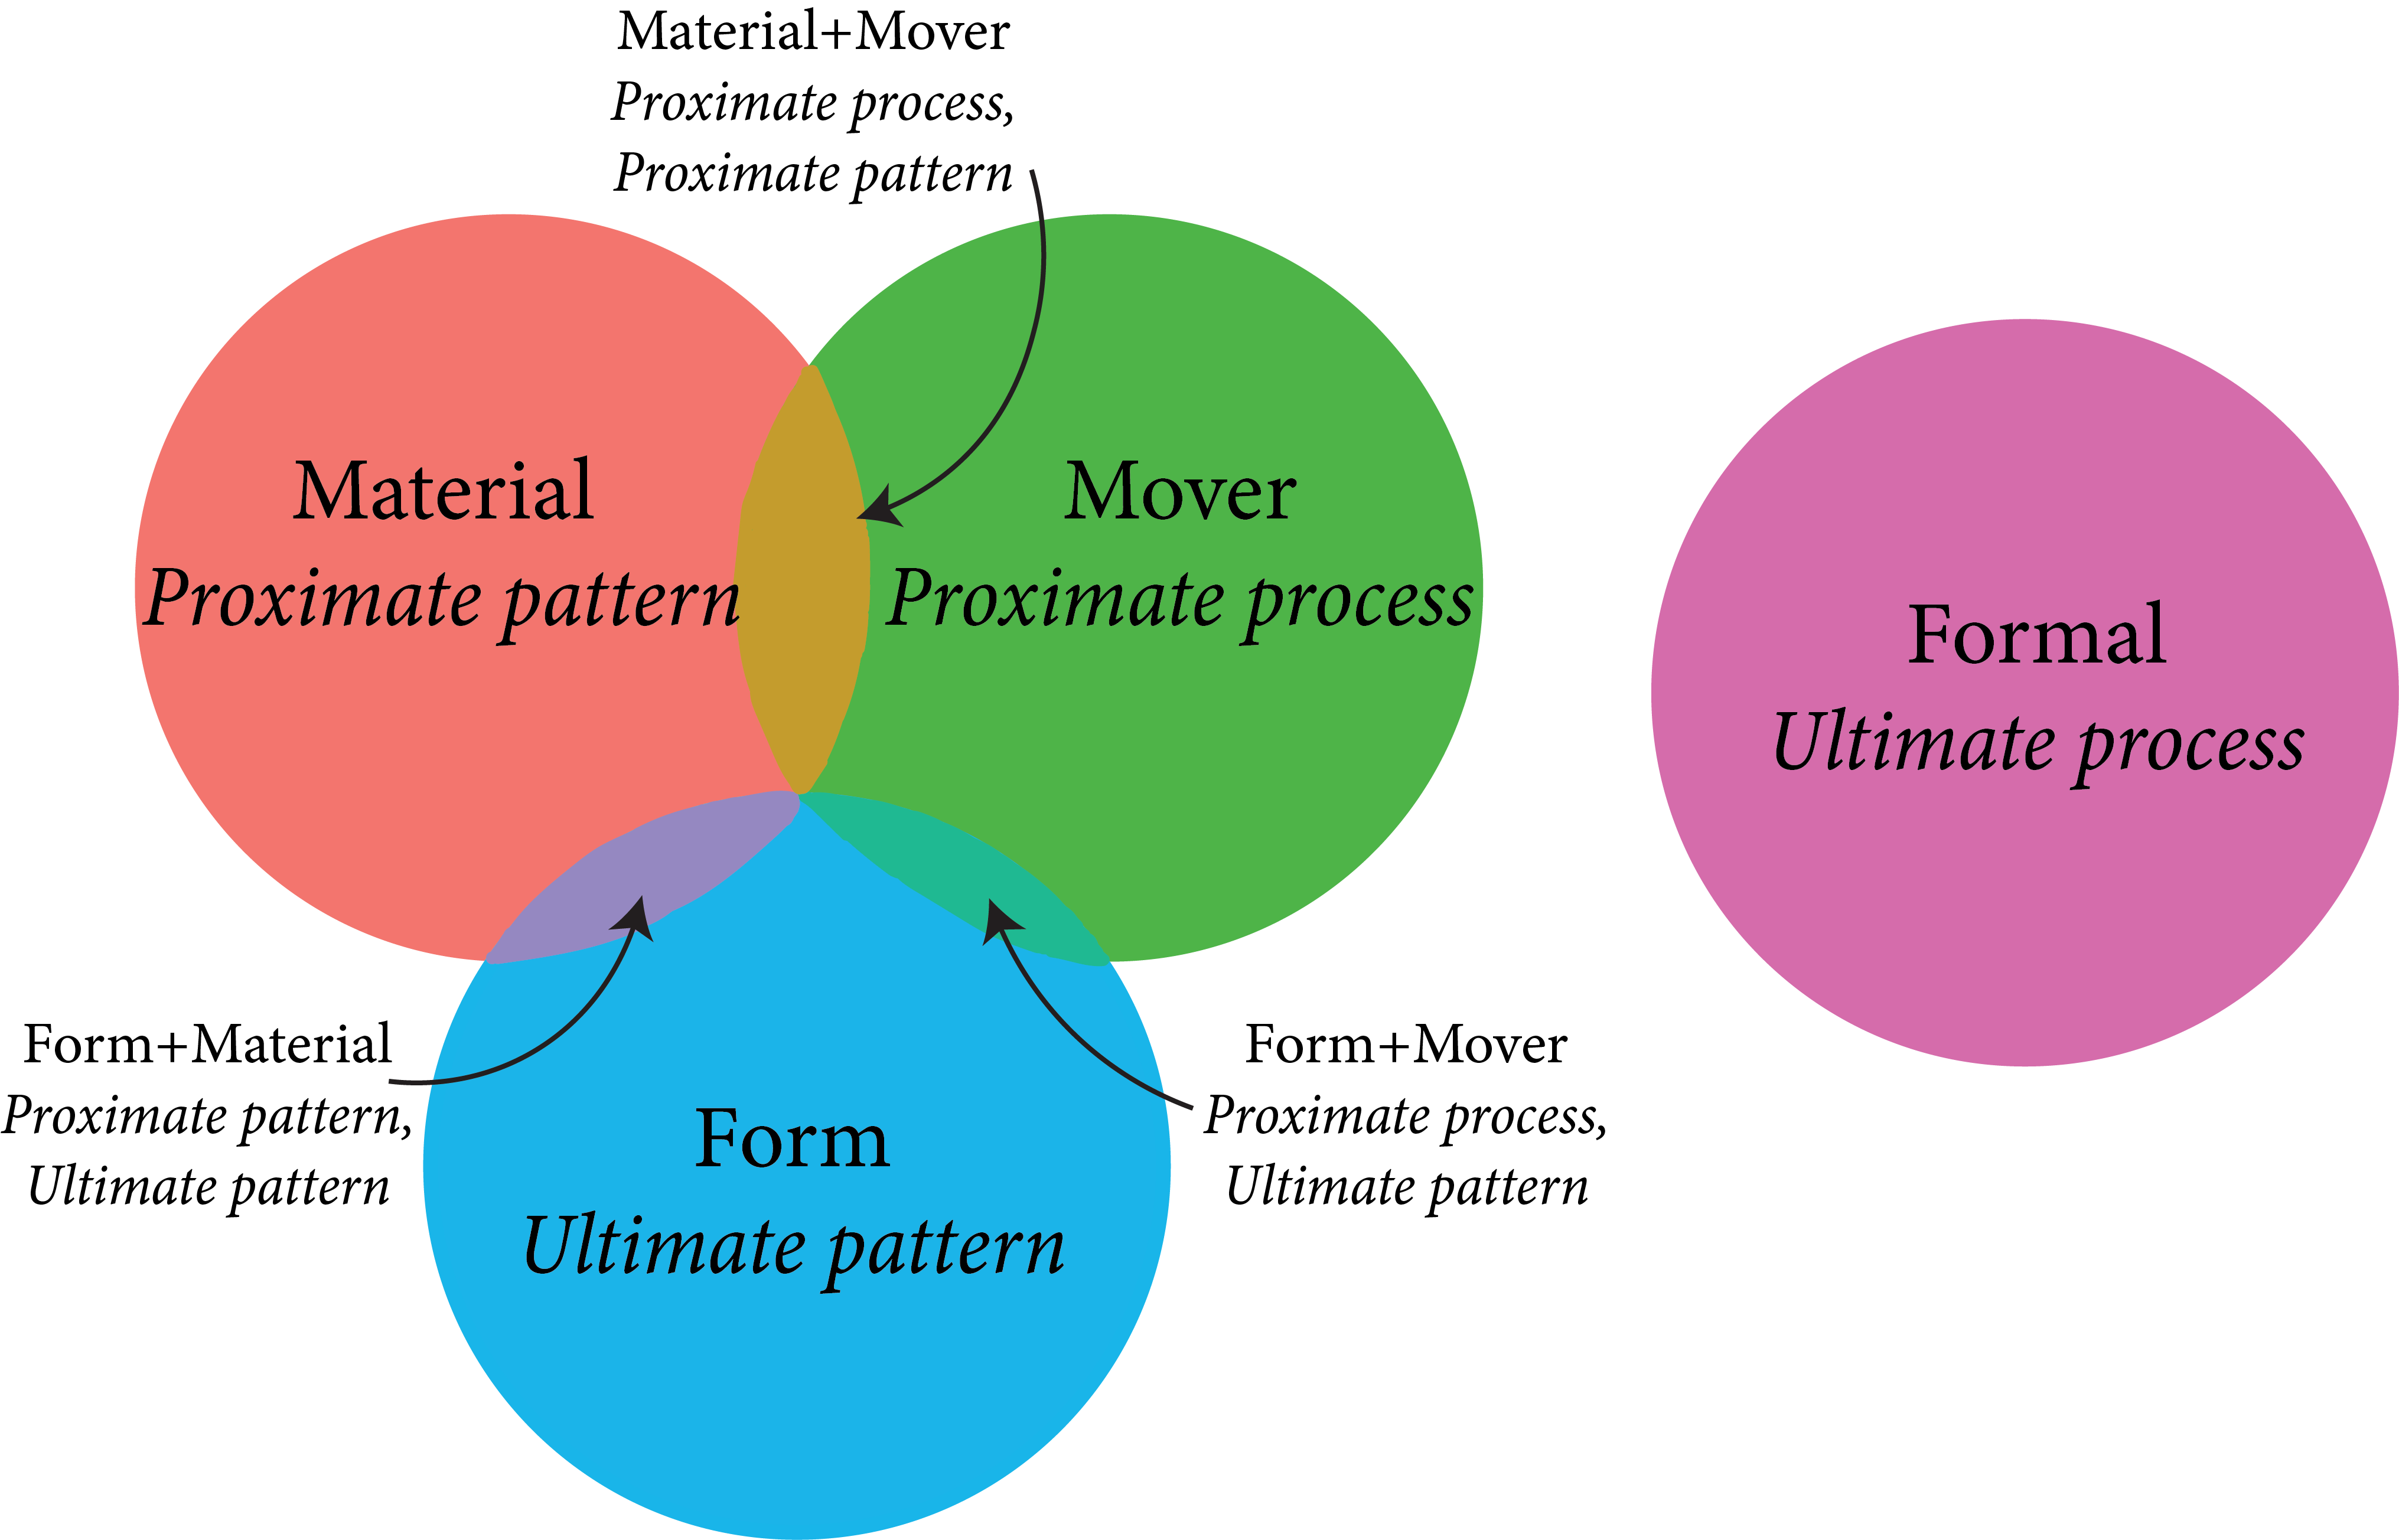 Material+Mover
Proximate process,
Proximate pattern
Material
Proximate pattern
Mover
Proximate process
Formal
Ultimate process
Form+Material
Proximate pattern,
Ultimate pattern
Form
Ultimate pattern
Form+Mover
Proximate process,
Ultimate pattern